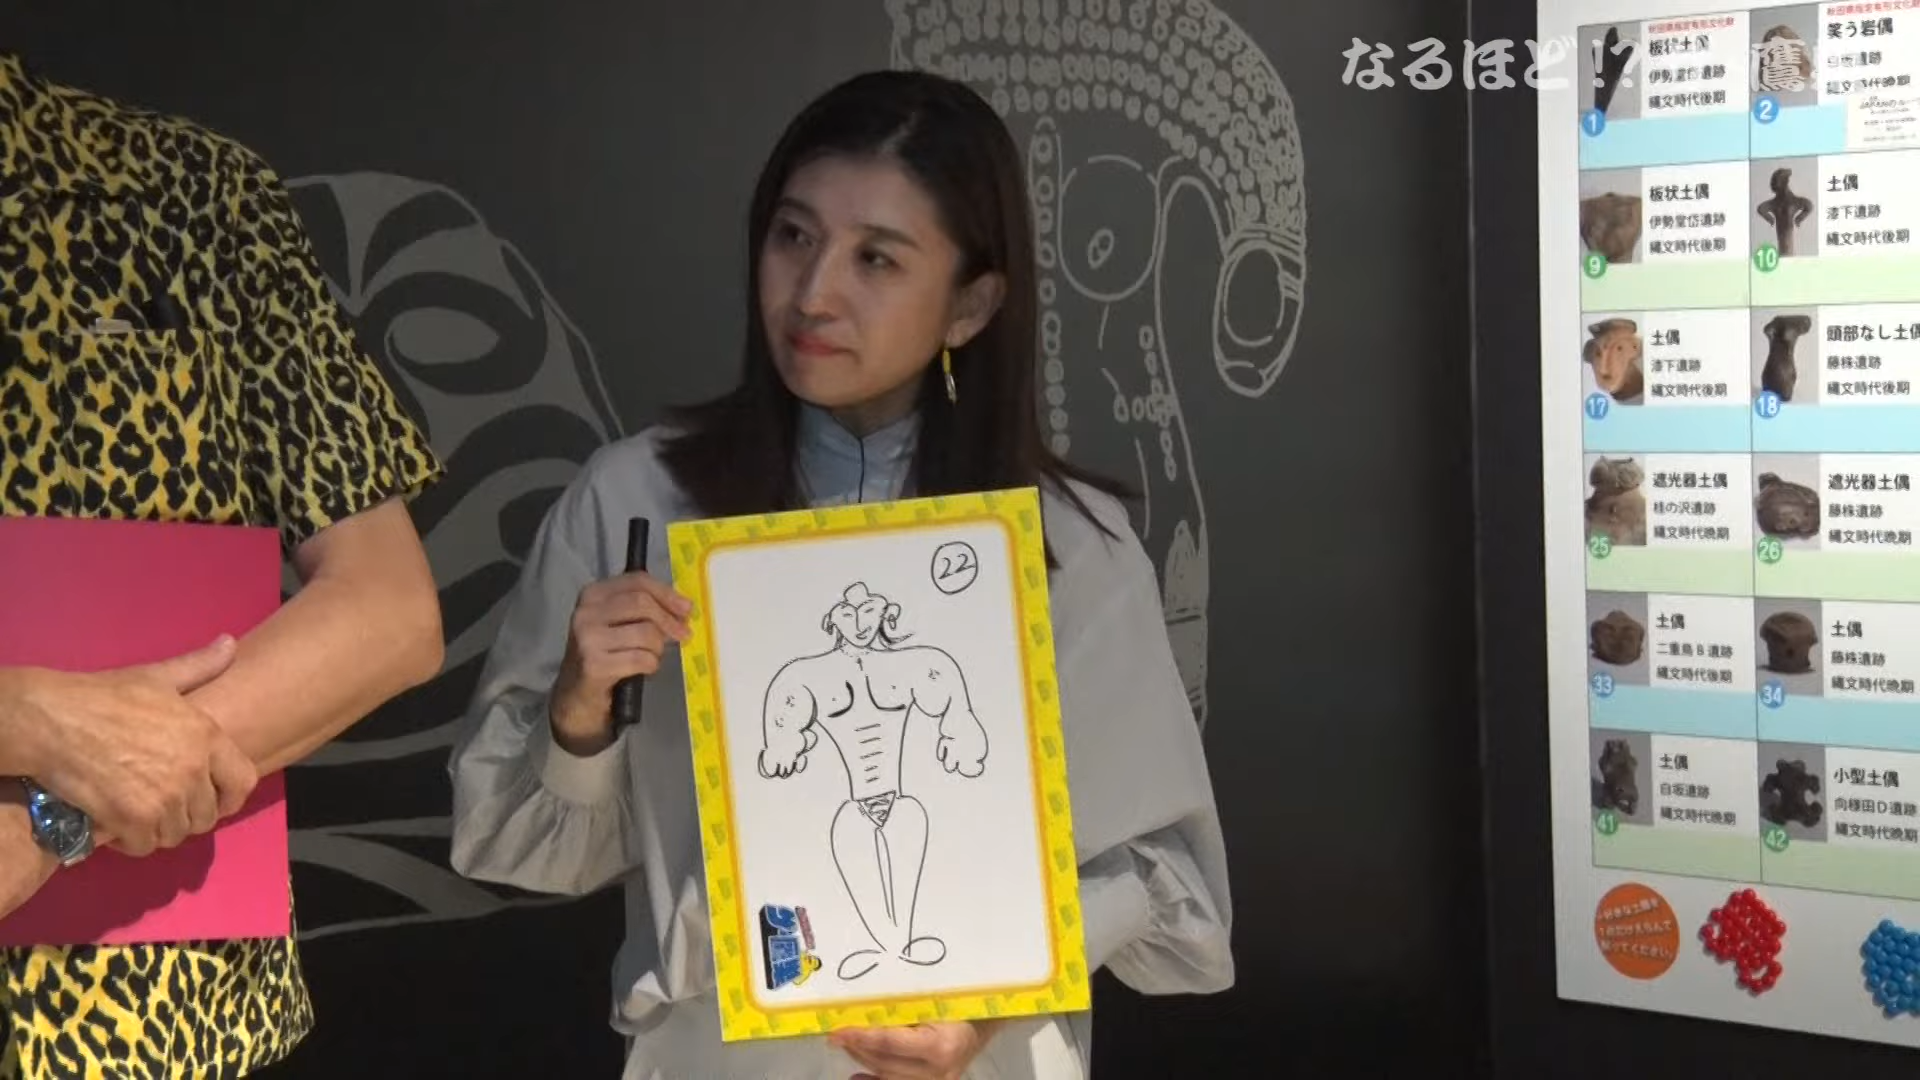 なるほど!?
鷹
22
板状土偶
伊勢堂岱遺跡
縄文時代後期
1
笑う岩偶
白坂遺跡
縄文時代晩期
2
板状土偶
伊勢堂岱遺跡
縄文時代後期
9
土偶
漆下遺跡
縄文時代後期
10
土偶
漆下遺跡
縄文時代後期
17
頭部なし土偶
藤株遺跡
縄文時代後期
18
遮光器土偶
桂の沢遺跡
縄文時代晩期
25
遮光器土偶
藤株遺跡
縄文時代晩期
26
土偶
二重鳥B遺跡
縄文時代後期
33
土偶
藤株遺跡
縄文時代晩期
34
土偶
白坂遺跡
縄文時代晩期
41
小型土偶
向様田D遺跡
縄文時代晩期
42